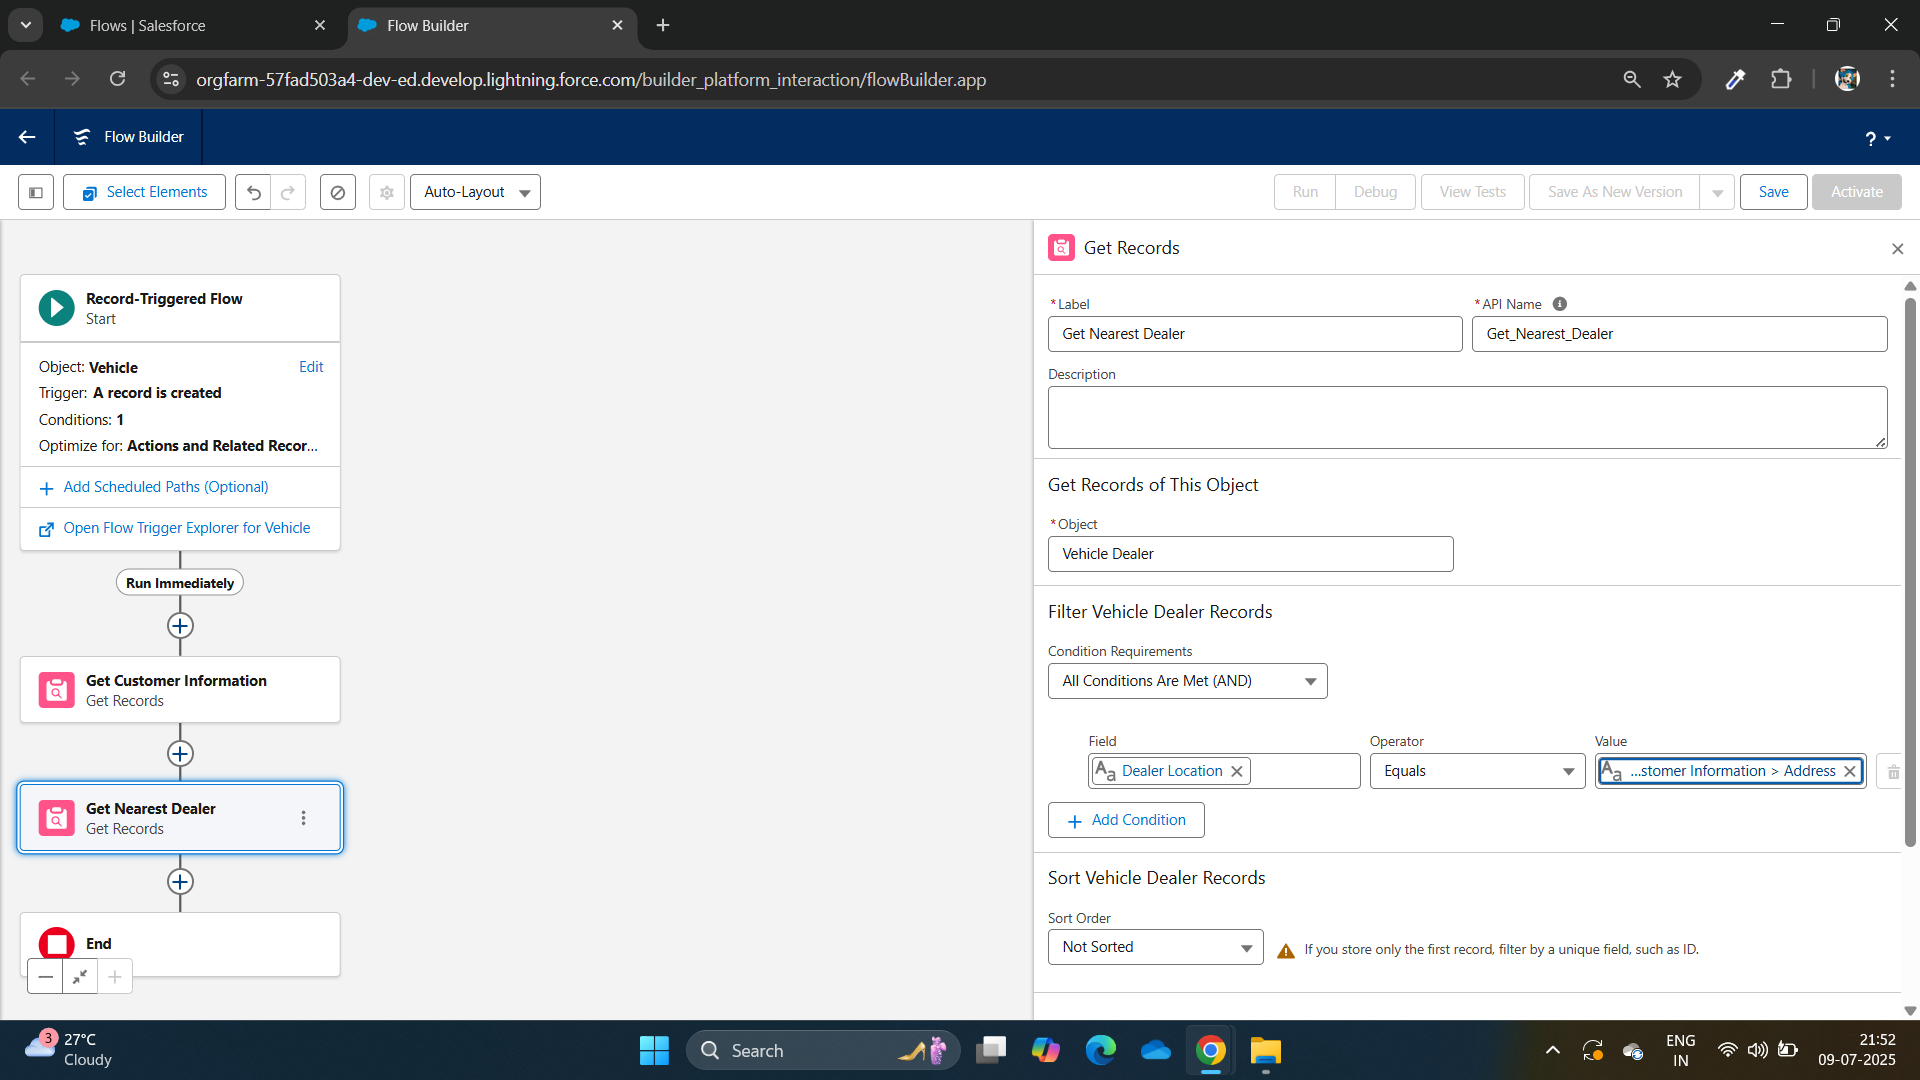 Flows | Salesforce
Flow Builder
orgfarm-57fad503a4-dev-ed.develop.lightning.force.com/builder_platform_interaction/flowBuilder.app
Flow Builder
?
Select Elements
Auto-Layout
Run
Debug
View Tests
Save As New Version
Save
Activate
Record-Triggered Flow
Start
Object: Vehicle
Edit
Trigger: A record is created
Conditions: 1
Optimize for: Actions and Related Recor...
Add Scheduled Paths (Optional)
Open Flow Trigger Explorer for Vehicle
Run Immediately
Get Customer Information
Get Records
Get Nearest Dealer
Get Records
End
Get Records
*Label
*API Name
Get Nearest Dealer
Get_Nearest_Dealer
Description
Get Records of This Object
*Object
Vehicle Dealer
Filter Vehicle Dealer Records
Condition Requirements
All Conditions Are Met (AND)
Field
Operator
Value
Aa Dealer Location
Equals
Aa ...stomer Information > Address
Add Condition
Sort Vehicle Dealer Records
Sort Order
Not Sorted
If you store only the first record, filter by a unique field, such as ID.
3
27°C
Cloudy
Search
ENG
IN
21:52
09-07-2025